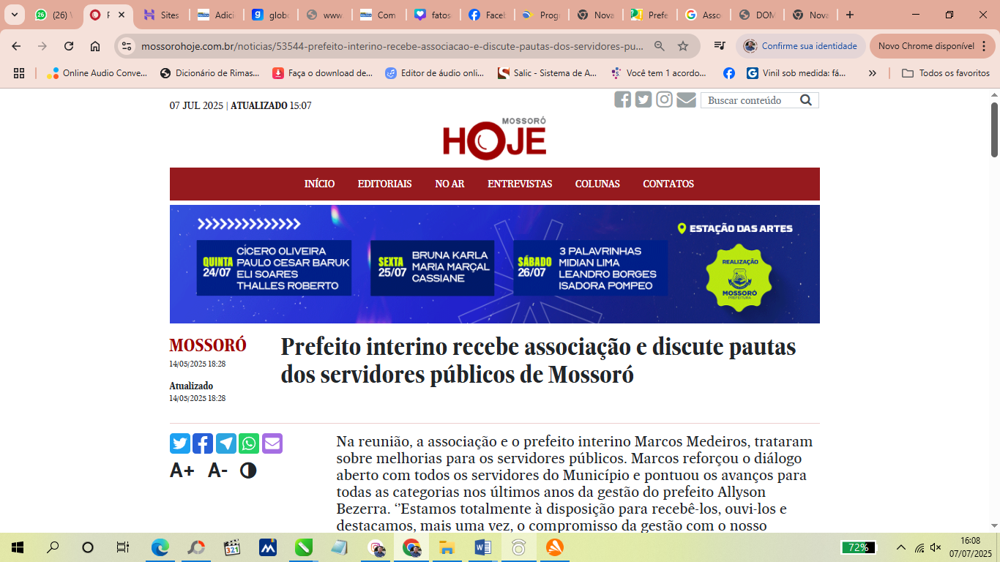 (26) \
Sites
Adici
globo
www
Com
fatos
Face
Prog
Nova
Prefe
Asso
DOM
Nova
mossorohoje.com.br/noticias/53544-prefeito-interino-recebe-associacao-e-discute-pautas-dos-servidores-pu...
Confirme sua identidade
Novo Chrome disponível
Online Audio Conve...
Dicionário de Rimas...
Faça o download de...
Editor de áudio onli...
Salic - Sistema de A...
Você tem 1 acordo...
Vinil sob medida: fá...
Todos os favoritos
07 JUL 2025 | ATUALIZADO 15:07
Buscar conteúdo
MOSSORÓ
HOJE
INÍCIO EDITORIAIS NO AR ENTREVISTAS COLUNAS CONTATOS
QUINTA
24/07
CÍCERO OLIVEIRA
PAULO CESAR BARUK
ELI SOARES
THALLES ROBERTO
SEXTA
25/07
BRUNA KARLA
MARIA MARÇAL
CASSIANE
SÁBADO
26/07
3 PALAVRINHAS
MIDIAN LIMA
LEANDRO BORGES
ISADORA POMPEO
ESTAÇÃO DAS ARTES
REALIZAÇÃO
MOSSORÓ
PREFEITURA
MOSSORÓ
14/05/2025 18:28
Atualizado
14/05/2025 18:28
Prefeito interino recebe associação e discute pautas
dos servidores públicos de Mossoró
A+ A-
Na reunião, a associação e o prefeito interino Marcos Medeiros, trataram
sobre melhorias para os servidores públicos. Marcos reforçou o diálogo
aberto com todos os servidores do Município e pontuou os avanços para
todas as categorias nos últimos anos da gestão do prefeito Allyson
Bezerra. ‘’Estamos totalmente à disposição para recebê-los, ouvi-los e
destacamos, mais uma vez, o compromisso da gestão com o nosso
72%
16:08
07/07/2025